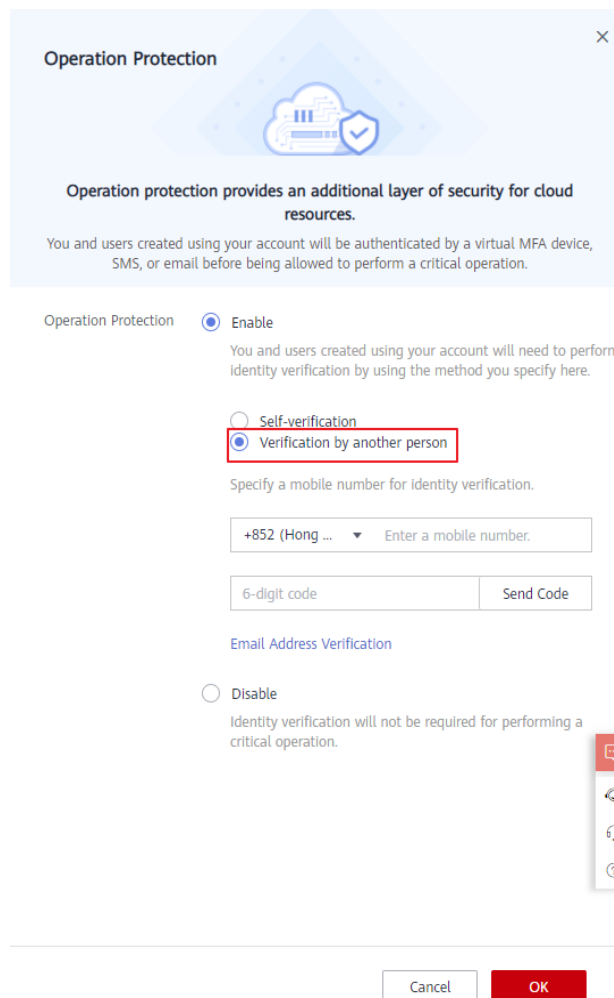 Operation Protection
Operation protection provides an additional layer of security for cloud
resources.
You and users created using your account will be authenticated by a virtual MFA device,
SMS, or email before being allowed to perform a critical operation.
Operation Protection
Enable
You and users created using your account will need to perform
identity verification by using the method you specify here.
Self-verification
Verification by another person
Specify a mobile number for identity verification.
+852 (Hong ... Enter a mobile number.
6-digit code Send Code
Email Address Verification
Disable
Identity verification will not be required for performing a
critical operation.
Cancel OK